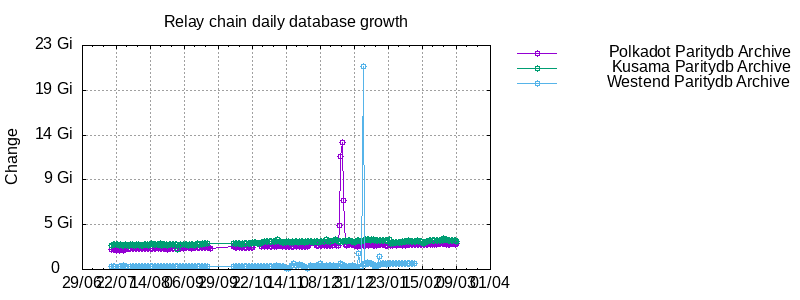 Relay chain daily database growth
Polkadot Paritydb Archive
Kusama Paritydb Archive
Westend Paritydb Archive
Change
23 Gi
19 Gi
14 Gi
9 Gi
5 Gi
0
29/06 22/07 14/08 06/09 29/09 22/10 14/11 08/12 31/12 23/01 15/02 09/03 01/04